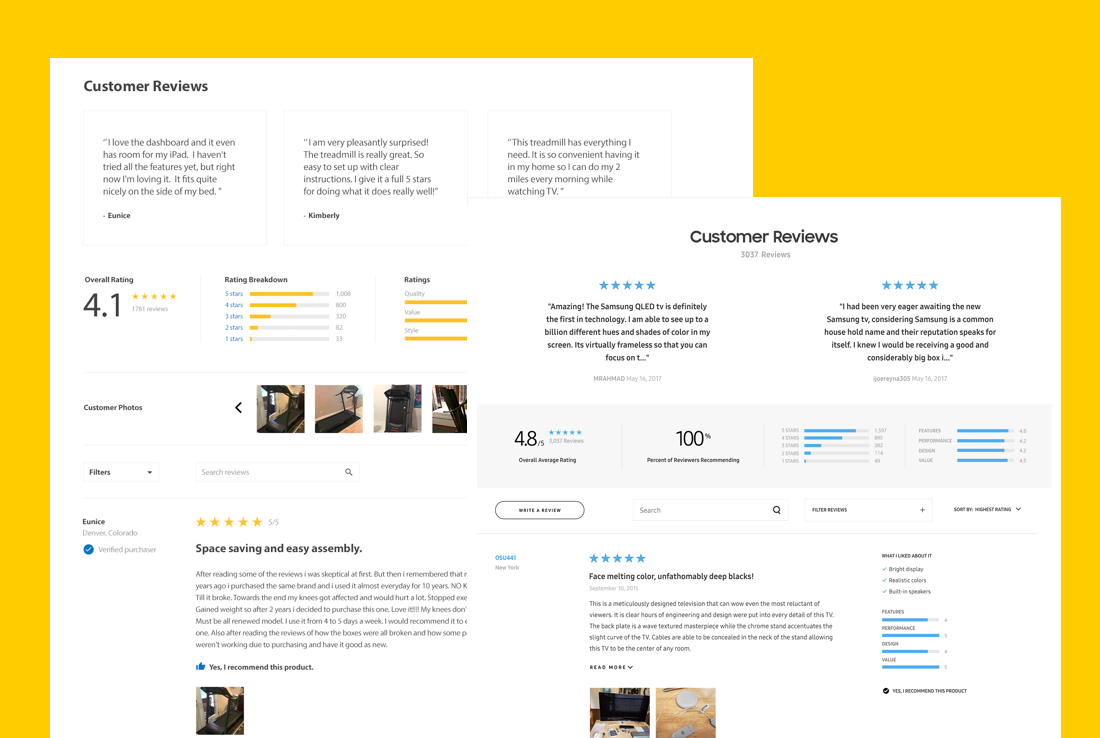 Customer Reviews
"I love the dashboard and it even
has room for my iPad. I haven't
tried all the features yet, but right
now I'm loving it. It fits quite
nicely on the side of my bed. "
- Eunice
"I am very pleasantly surprised!
The treadmill is really great. So
easy to set up with clear
instructions. I give it a full 5 stars
for doing what it does really well!"
- Kimberly
"This treadmill has everything I
need. It is so convenient having it
in my home so I can do my 2
miles every morning while
watching TV. "
Overall Rating
4.1
1781 reviews
Rating Breakdown
5 stars 1,008
4 stars 800
3 stars 320
2 stars 82
1 stars 33
Ratings
Quality
Value
Style
Customer Photos
Filters
Search reviews
Eunice
Denver, Colorado
Verified purchaser
5/5
Space saving and easy assembly.
After reading some of the reviews i was skeptical at first. But then i remembered that
years ago i purchased the same brand and i used it almost everyday for 10 years. NO
Till it broke. Towards the end my knees got affected and would hurt a lot. Stopped
Gained weight so after 2 years i decided to purchase this one. Love it!!!! My knees don'
Must be all renewed model. I use it from 4 to 5 days a week. I would recommend it to
one. Also after reading the reviews of how the boxes were all broken and how some
weren't working due to purchasing and have it good as new.
Yes, I recommend this product.
Customer Reviews
3037 Reviews
"Amazing! The Samsung QLED tv is definitely
the first in technology. I am able to see up to a
billion different hues and shades of color in my
screen. Its virtually frameless so that you can
focus on t..."
MRAHMAD May 16, 2017
"I had been very eager awaiting the new
Samsung tv, considering Samsung is a common
house hold name and their reputation speaks for
itself. I knew I would be receiving a good and
considerably big box i..."
ijoereyna305 May 16, 2017
4.8/5
3,037 Reviews
Overall Average Rating
100%
Percent of Reviewers Recommending
5 STARS 1,597
4 STARS 895
3 STARS 382
2 STARS 114
1 STARS 49
FEATURES 4.8
PERFORMANCE 4.2
DESIGN 4.2
VALUE 4.5
WRITE A REVIEW
Search
FILTER REVIEWS +
SORT BY: HIGHEST RATING
OSU441
New York
Face melting color, unfathomably deep blacks!
September 30, 2015
This is a meticulously designed television that can wow even the most reluctant of
viewers. It is clear hours of engineering and design were put into every detail of this TV.
The back plate is a wave textured masterpiece while the chrome stand accentuates the
slight curve of the TV. Cables are able to be concealed in the neck of the stand allowing
this TV to be the center of any room.
READ MORE
WHAT I LIKED ABOUT IT
Bright display
Realistic colors
Built-in speakers
FEATURES
4
PERFORMANCE
5
DESIGN
4
VALUE
5
YES, I RECOMMEND THIS PRODUCT